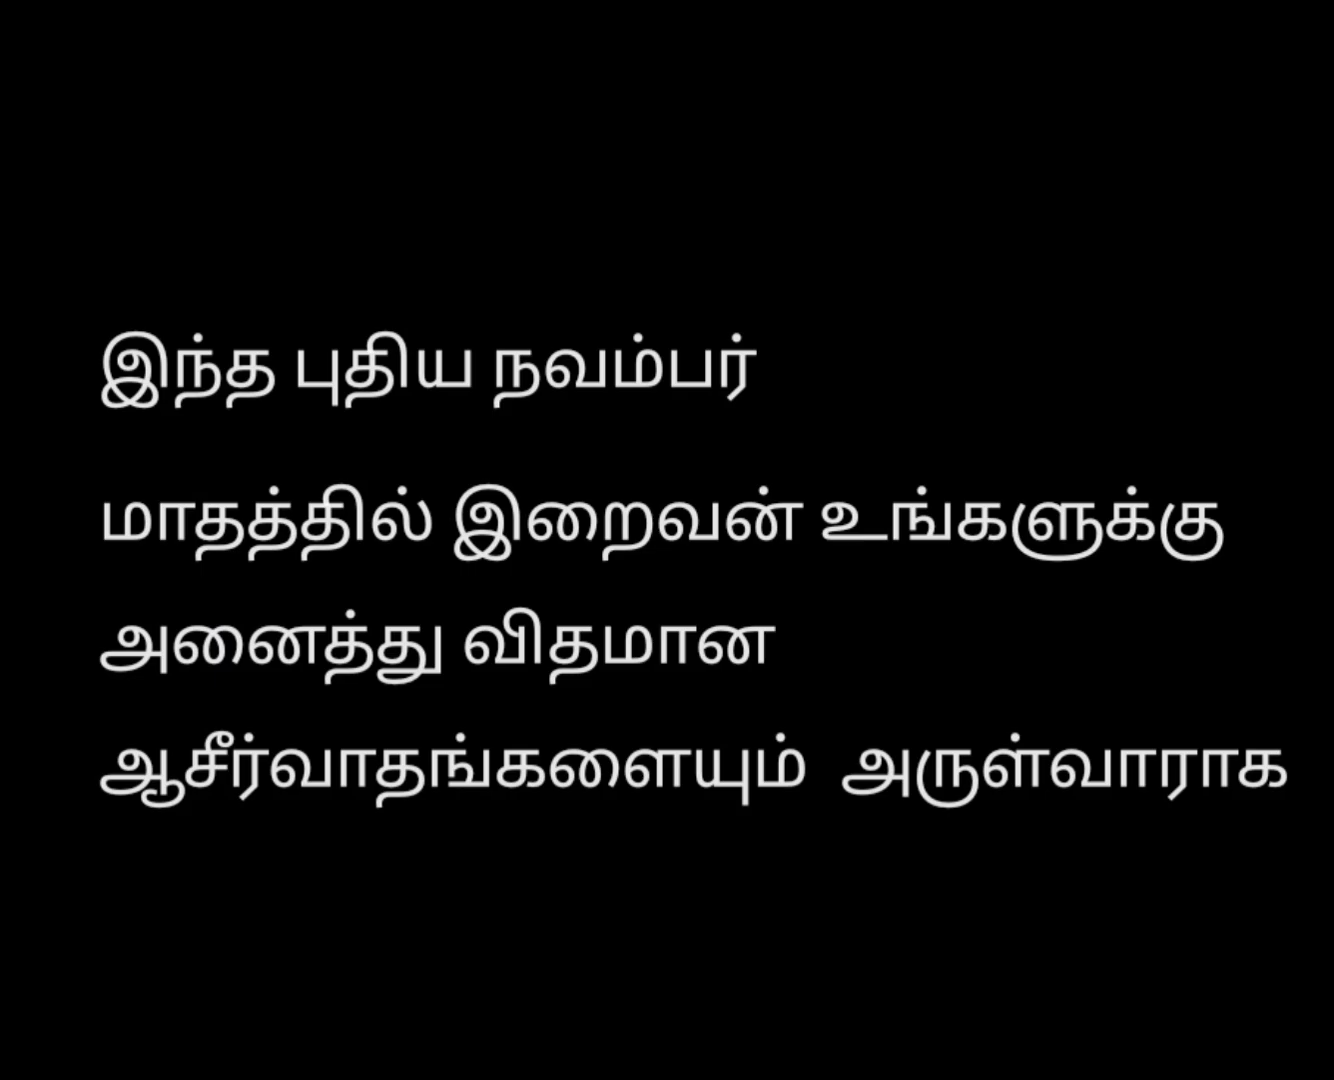 இந்த புதிய நவம்பர்
மாதத்தில் இறைவன் உங்களுக்கு
அனைத்து விதமான
ஆசீர்வாதங்களையும்  அருள்வாராக